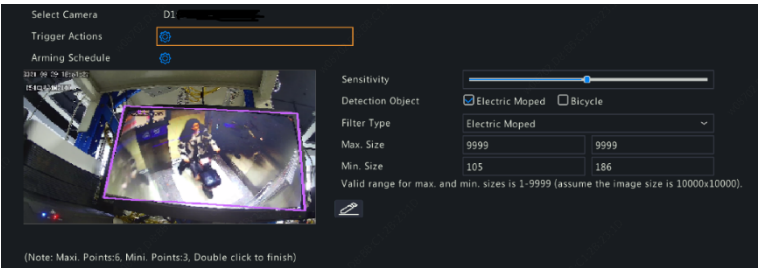 Select Camera D1
Trigger Actions
Arming Schedule
Sensitivity
Detection Object Electric Moped Bicycle
Filter Type Electric Moped
Max. Size 9999 9999
Min. Size 105 186
Valid range for max. and min. sizes is 1-9999 (assume the image size is 10000x10000).
(Note: Maxi. Points:6, Mini. Points:3, Double click to finish)